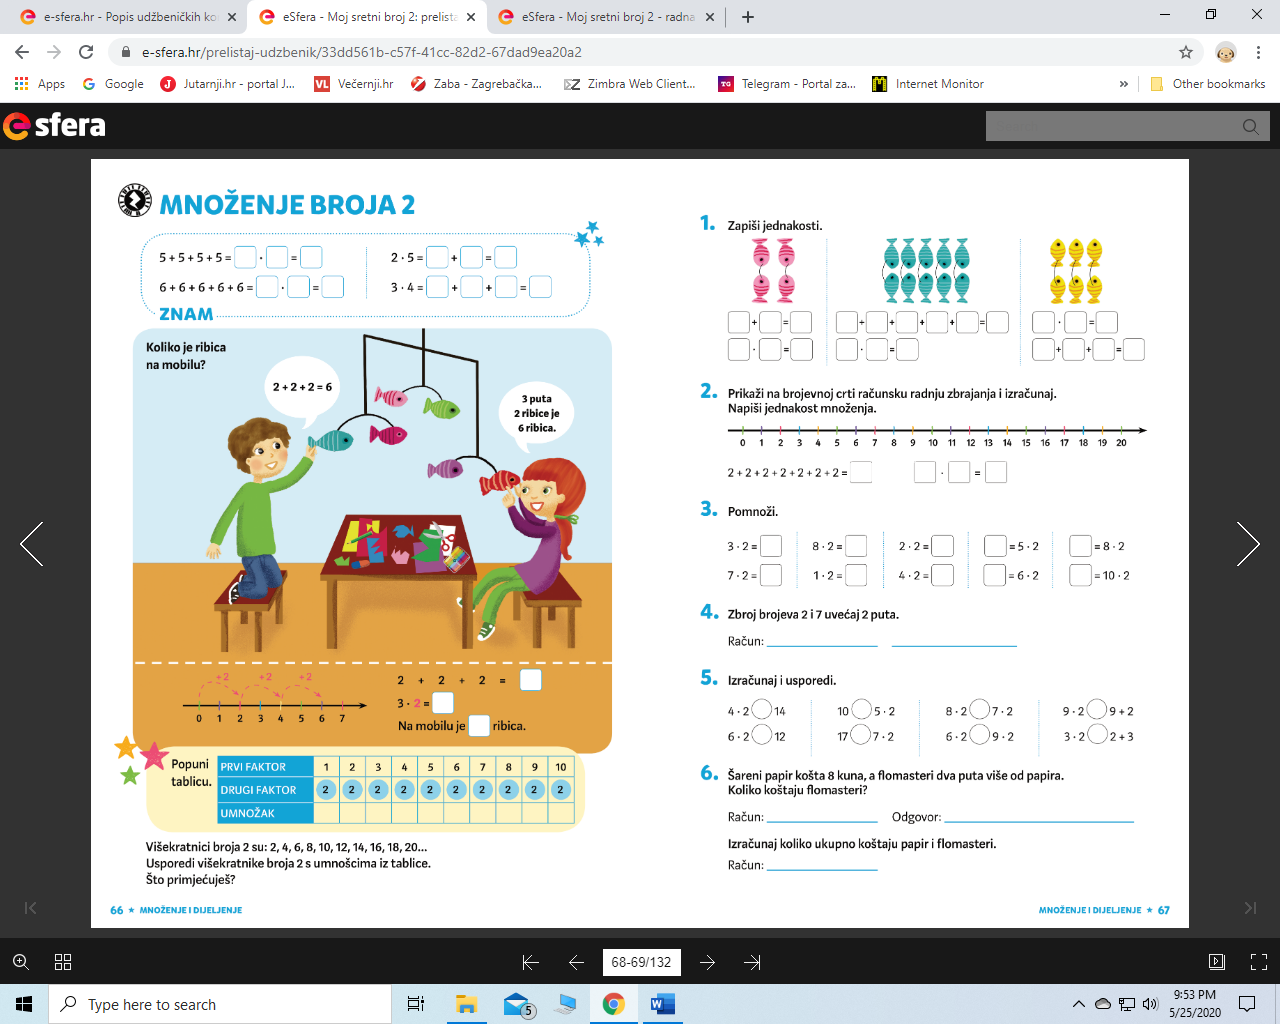 e-sfera.hr - Popis udžbeničkih ko
eSfera - Moj sretni broj 2: prelista
eSfera - Moj sretni broj 2 - radna
e-sfera.hr/prelistaj-udzbenik/33dd561b-c57f-41cc-82d2-67dad9ea20a2
Apps
Google
Jutarnji.hr - portal J...
Večernji.hr
Zaba - Zagrebačka...
Zimbra Web Client...
Telegram - Portal za...
Internet Monitor
»
Other bookmarks
e sfera
MNOŽENJE BROJA 2
5 + 5 + 5 + 5 = · =
2 · 5 = + =
6 + 6 + 6 + 6 + 6 = · =
3 · 4 = + + =
ZNAM
Koliko je ribica
na mobilu?
2 + 2 + 2 = 6
3 puta
2 ribice je
6 ribica.
+2 +2 +2
0 1 2 3 4 5 6 7
2 + 2 + 2 =
3 · 2 =
Na mobilu je ribica.
Popuni
tablicu.
PRVI FAKTOR 1 2 3 4 5 6 7 8 9 10
DRUGI FAKTOR 2 2 2 2 2 2 2 2 2 2
UMNOŽAK
Višekratnici broja 2 su: 2, 4, 6, 8, 10, 12, 14, 16, 18, 20...
Usporedi višekratnike broja 2 s umnošcima iz tablice.
Što primjećuješ?
66 ★ MNOŽENJE I DIJELJENJE
1. Zapiši jednakosti.
+ = + + + + = · =
· = · = + + =
2. Prikaži na brojevnoj crti računsku radnju zbrajanja i izračunaj.
Napiši jednakost množenja.
0 1 2 3 4 5 6 7 8 9 10 11 12 13 14 15 16 17 18 19 20
2 + 2 + 2 + 2 + 2 + 2 + 2 = · =
3. Pomnoži.
3 · 2 = 8 · 2 = 2 · 2 = = 5 · 2 = 8 · 2
7 · 2 = 1 · 2 = 4 · 2 = = 6 · 2 = 10 · 2
4. Zbroj brojeva 2 i 7 uvećaj 2 puta.
Račun:
5. Izračunaj i usporedi.
4 · 2 14 10 5 · 2 8 · 2 7 · 2 9 · 2 9 + 2
6 · 2 12 17 7 · 2 6 · 2 9 · 2 3 · 2 2 + 3
6. Šareni papir košta 8 kuna, a flomasteri dva puta više od papira.
Koliko koštaju flomasteri?
Račun: Odgovor:
Izračunaj koliko ukupno koštaju papir i flomasteri.
Račun:
MNOŽENJE I DIJELJENJE ★ 67
68-69/132
Type here to search
5
9:53 PM
5/25/2020